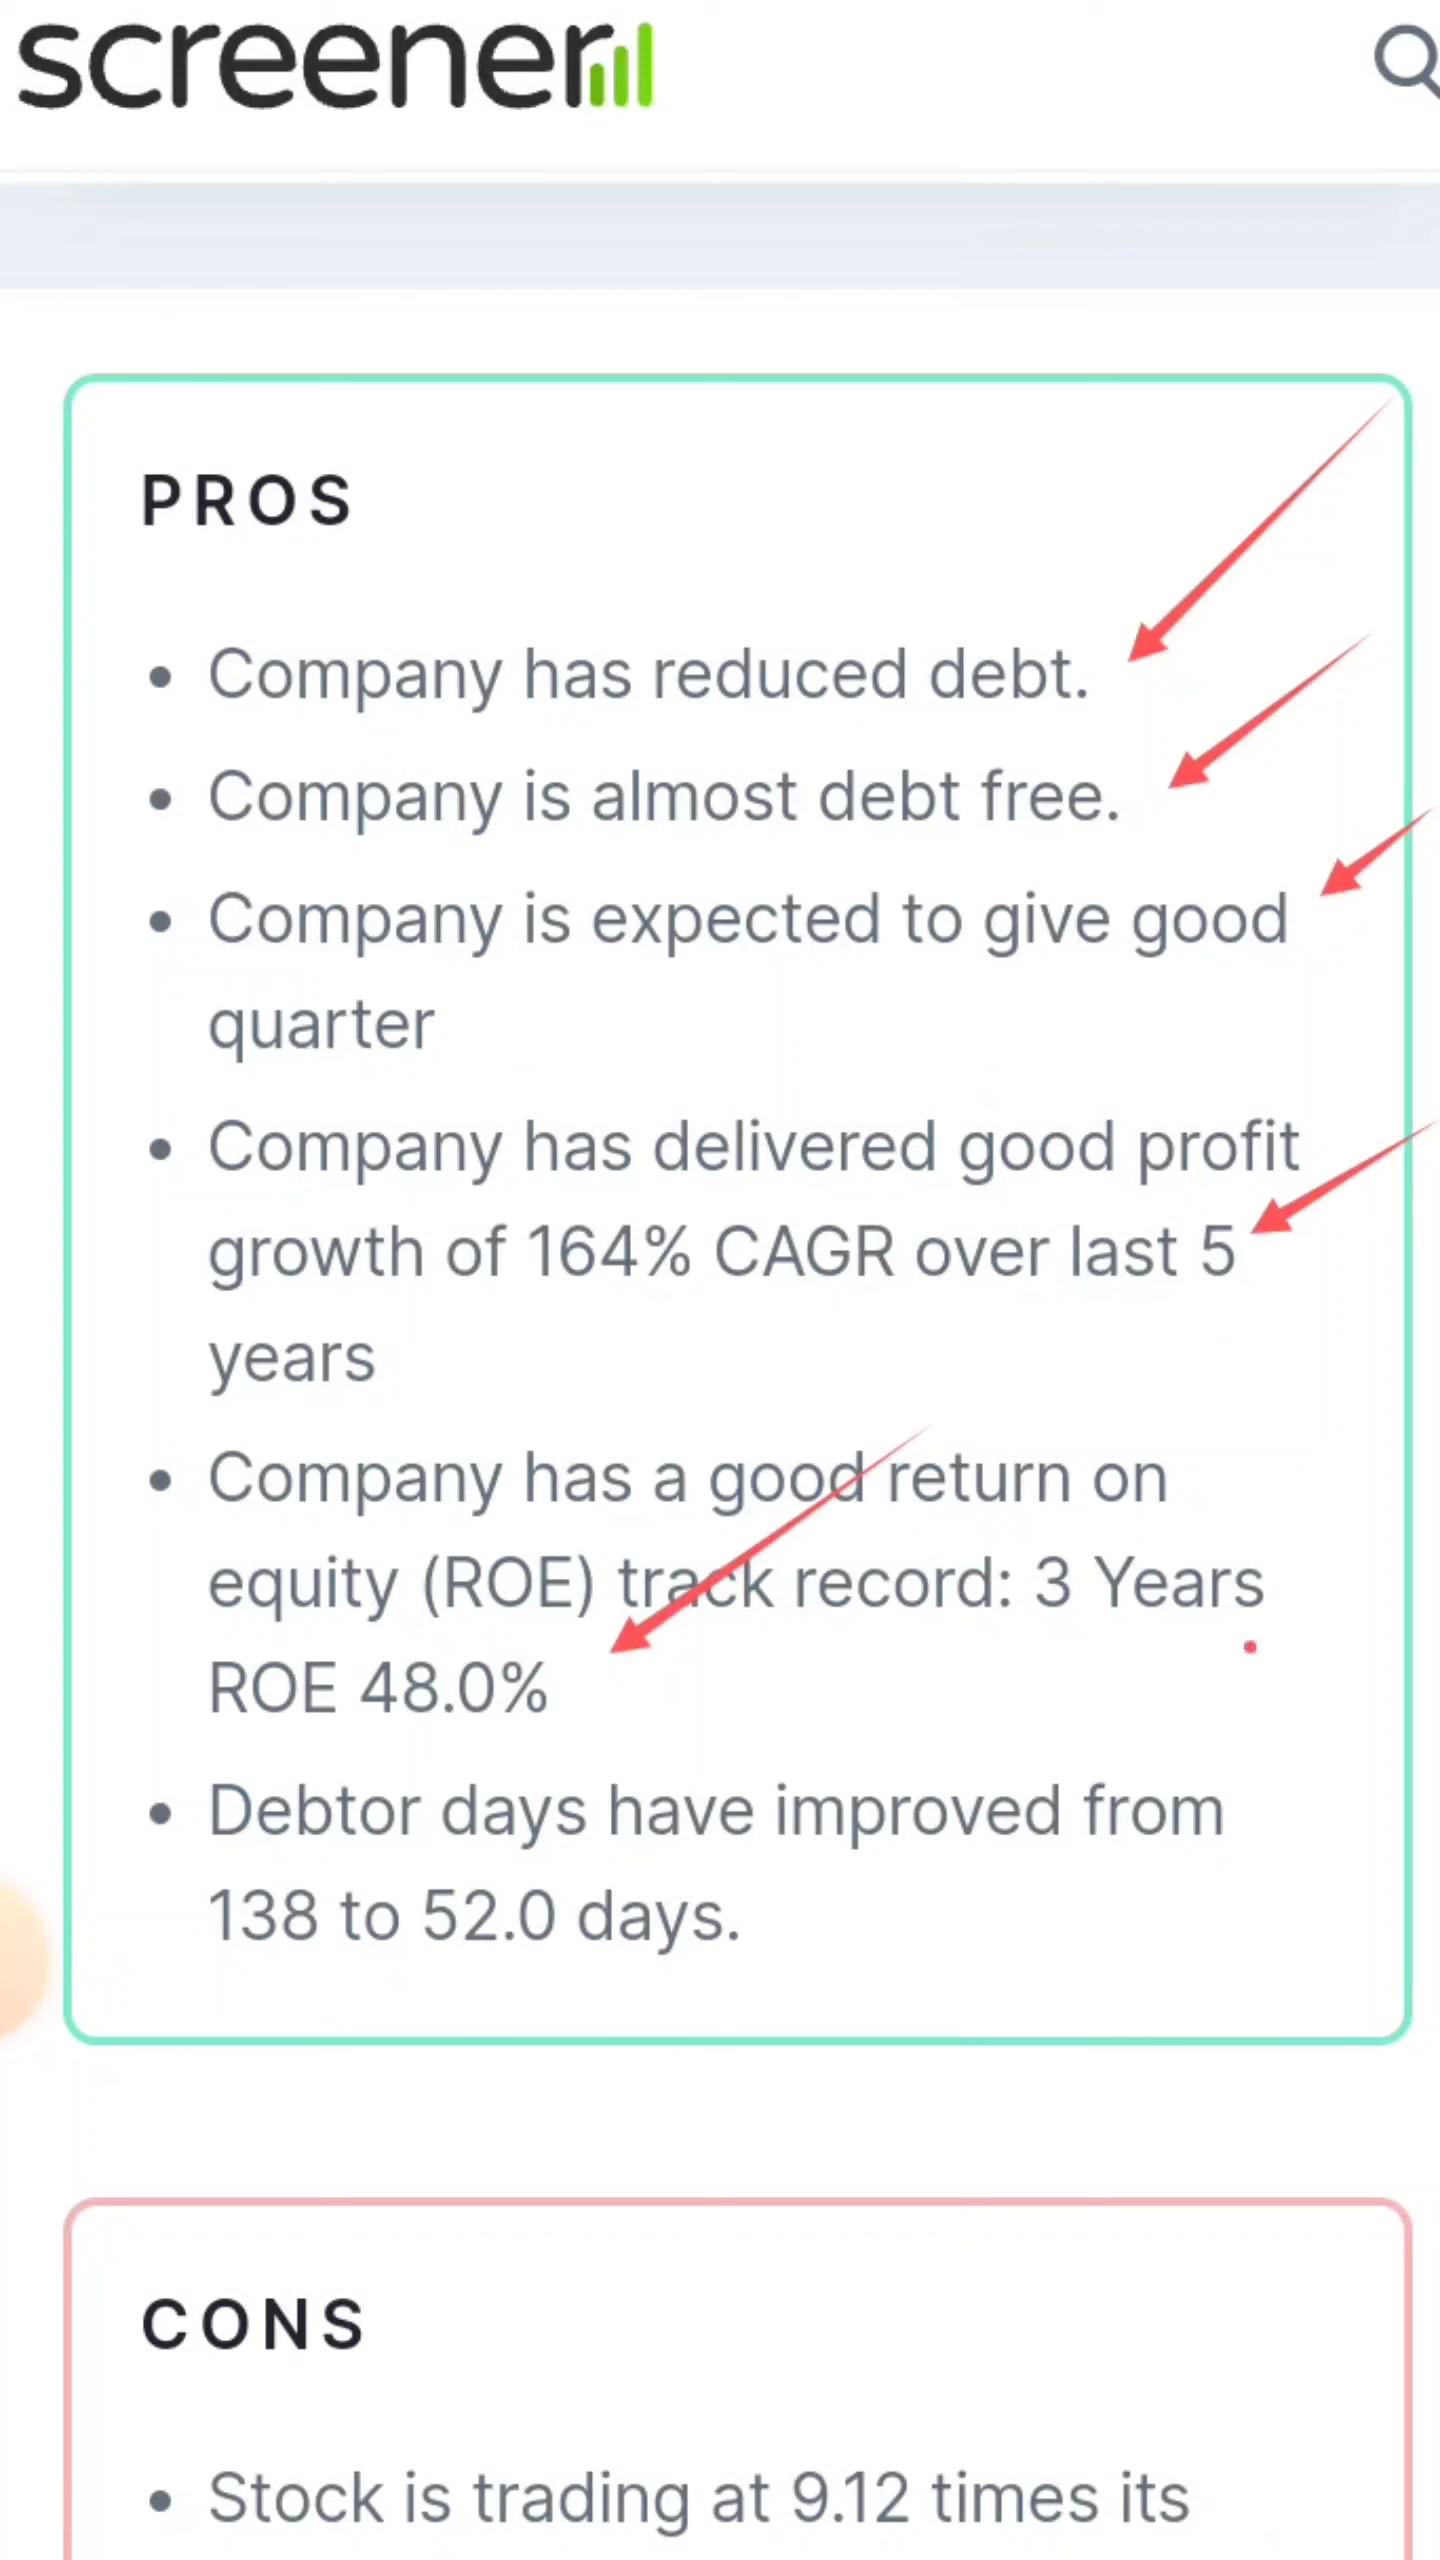 screener
PROS
• Company has reduced debt.
• Company is almost debt free.
• Company is expected to give good
quarter
• Company has delivered good profit
growth of 164% CAGR over last 5
years
• Company has a good return on
equity (ROE) track record: 3 Years
ROE 48.0%
• Debtor days have improved from
138 to 52.0 days.
CONS
• Stock is trading at 9.12 times its